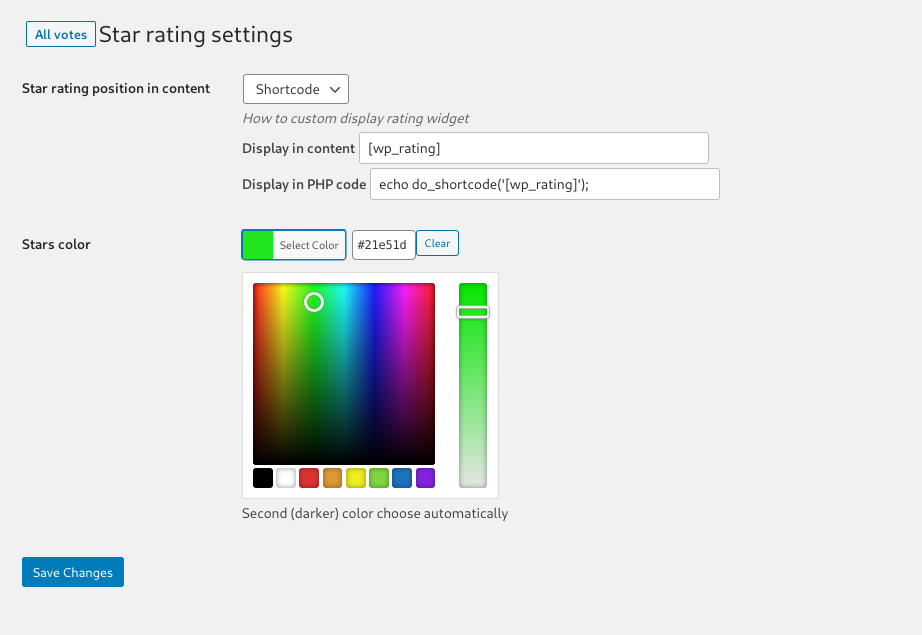 All votes Star rating settings
Star rating position in content Shortcode
How to custom display rating widget
Display in content [wp_rating]
Display in PHP code echo do_shortcode('[wp_rating]');
Stars color Select Color #21e51d Clear
Second (darker) color choose automatically
Save Changes